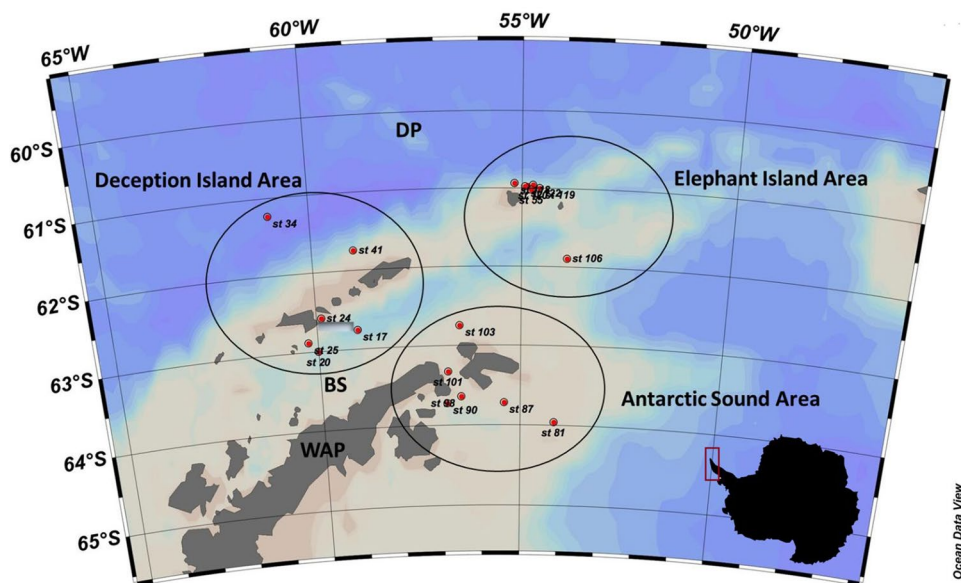 65°W
60°W
55°W
50°W
60°S
61°S
62°S
63°S
64°S
65°S
DP
Deception Island Area
Elephant Island Area
st 34
st 41
st 24
st 17
st 25
st 20
st 55
st 106
st 103
st 101
st 98
st 90
st 87
st 81
BS
WAP
Antarctic Sound Area
Ocean Data View